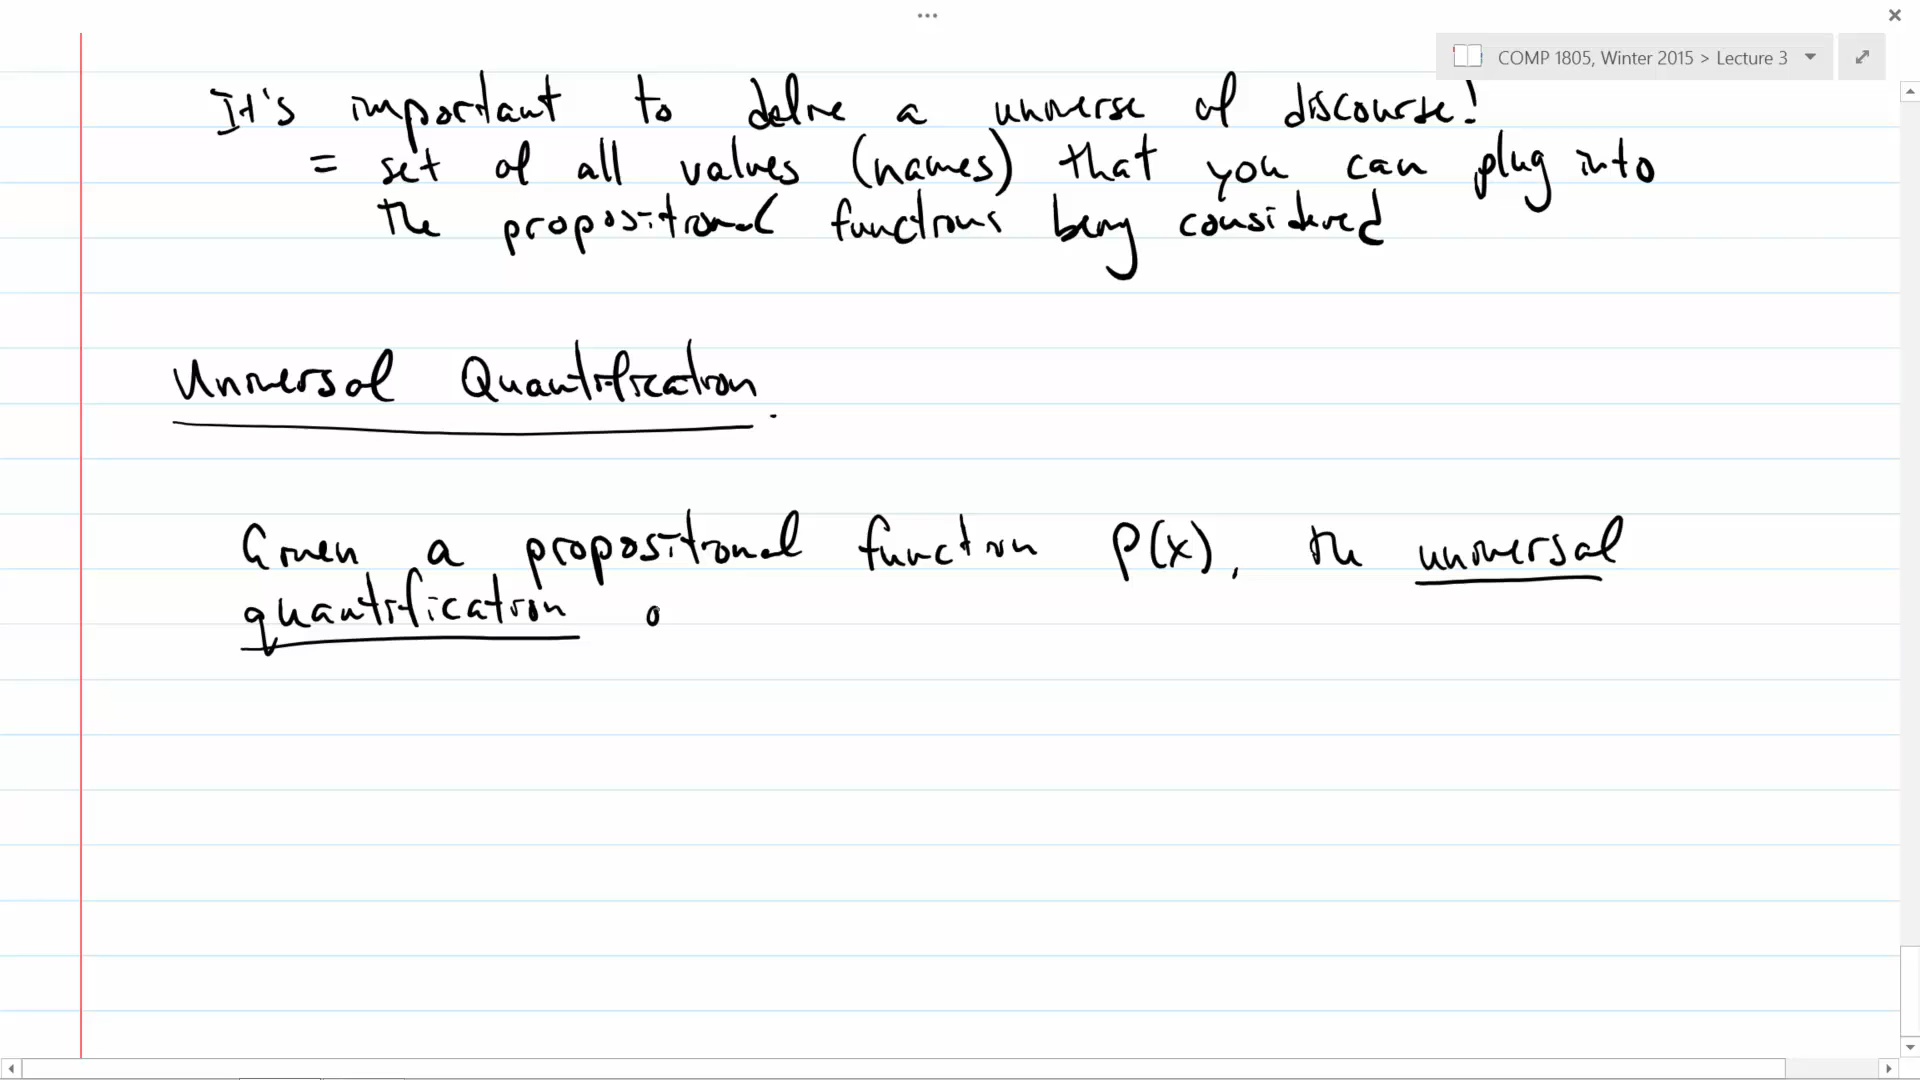 COMP 1805, Winter 2015 > Lecture 3
It's important to define a universe of discourse!
= set of all values (names) that you can plug into
the propositional functions being considered
Universal Quantification
Given a propositional function P(x), the universal
quantification o